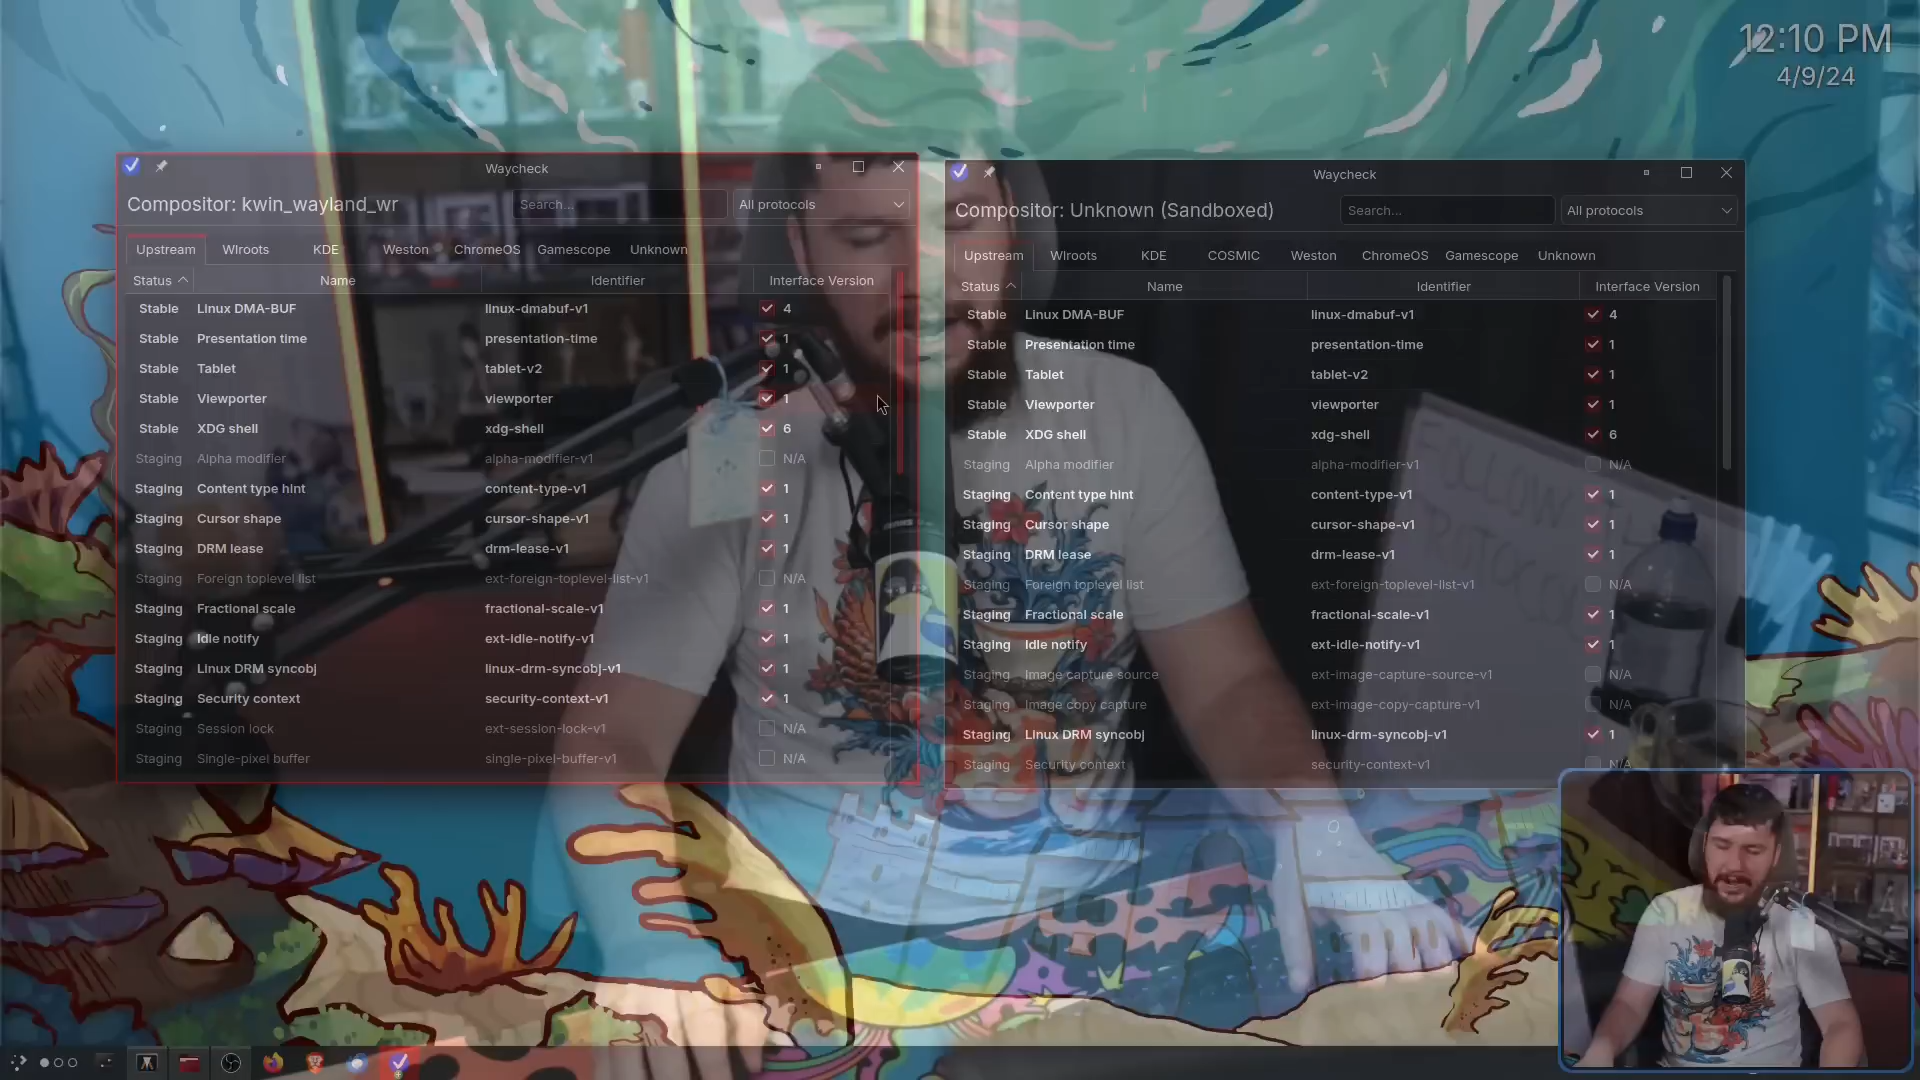 12:10 PM
4/9/24
Waycheck
Compositor: kwin_wayland_wr
Search...
All protocols
Upstream Wlroots KDE Weston ChromeOS Gamescope Unknown
Status Name Identifier Interface Version
Stable Linux DMA-BUF linux-dmabuf-v1 4
Stable Presentation time presentation-time 1
Stable Tablet tablet-v2 1
Stable Viewporter viewporter 1
Stable XDG shell xdg-shell 6
Staging Alpha modifier alpha-modifier-v1 N/A
Staging Content type hint content-type-v1 1
Staging Cursor shape cursor-shape-v1 1
Staging DRM lease drm-lease-v1 1
Staging Foreign toplevel list ext-foreign-toplevel-list-v1 N/A
Staging Fractional scale fractional-scale-v1 1
Staging Idle notify ext-idle-notify-v1 1
Staging Linux DRM syncobj linux-drm-syncobj-v1 1
Staging Security context security-context-v1 1
Staging Session lock ext-session-lock-v1 N/A
Staging Single-pixel buffer single-pixel-buffer-v1 N/A
Waycheck
Compositor: Unknown (Sandboxed)
Search...
All protocols
Upstream Wlroots KDE COSMIC Weston ChromeOS Gamescope Unknown
Status Name Identifier Interface Version
Stable Linux DMA-BUF linux-dmabuf-v1 4
Stable Presentation time presentation-time 1
Stable Tablet tablet-v2 1
Stable Viewporter viewporter 1
Stable XDG shell xdg-shell 6
Staging Alpha modifier alpha-modifier-v1 N/A
Staging Content type hint content-type-v1 1
Staging Cursor shape cursor-shape-v1 1
Staging DRM lease drm-lease-v1 1
Staging Foreign toplevel list ext-foreign-toplevel-list-v1 N/A
Staging Fractional scale fractional-scale-v1 1
Staging Idle notify ext-idle-notify-v1 1
Staging Image capture source ext-image-capture-source-v1 N/A
Staging Image copy capture ext-image-copy-capture-v1 N/A
Staging Linux DRM syncobj linux-drm-syncobj-v1 1
Staging Security context security-context-v1 N/A
FOLLOW